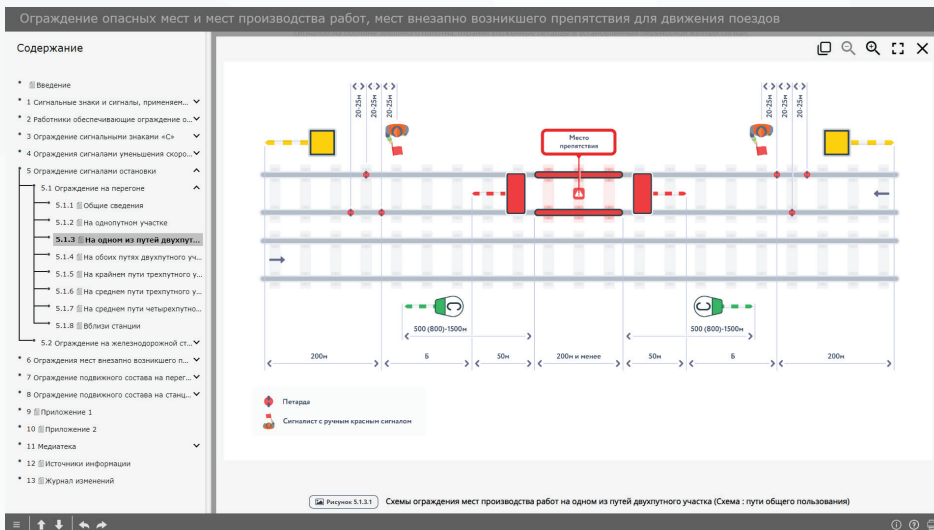 Ограждение опасных мест и мест производства работ, мест внезапно возникшего препятствия для движения поездов
Содержание
Введение
1 Сигнальные знаки и сигналы, применяем...
2 Работники обеспечивающие ограждение о...
3 Ограждение сигнальными знаками «С»
4 Ограждения сигналами уменьшения скоро...
5 Ограждение сигналами остановки
5.1 Ограждение на перегоне
5.1.1 Общие сведения
5.1.2 На однопутном участке
5.1.3 На одном из путей двухпут...
5.1.4 На обоих путях двухпутного уч...
5.1.5 На крайнем пути трехпутного у...
5.1.6 На среднем пути трехпутного у...
5.1.7 На среднем пути четырехпутно...
5.1.8 Вблизи станции
5.2 Ограждение на железнодорожной ст...
6 Ограждения мест внезапно возникшего п...
7 Ограждение подвижного состава на перег...
8 Ограждение подвижного состава на станц...
9 Приложение 1
10 Приложение 2
11 Медиатека
12 Источники информации
13 Журнал изменений
20-25м 20-25м 20-25м
20-25м 20-25м 20-25м
Место
препятствия
С
С
500 (800)-1500м
500 (800)-1500м
200м
Б
50м
200м и менее
50м
Б
200м
Петарда
Сигналист с ручным красным сигналом
Рисунок 5.1.3.1 Схемы ограждения мест производства работ на одном из путей двухпутного участка (Схема : пути общего пользования)